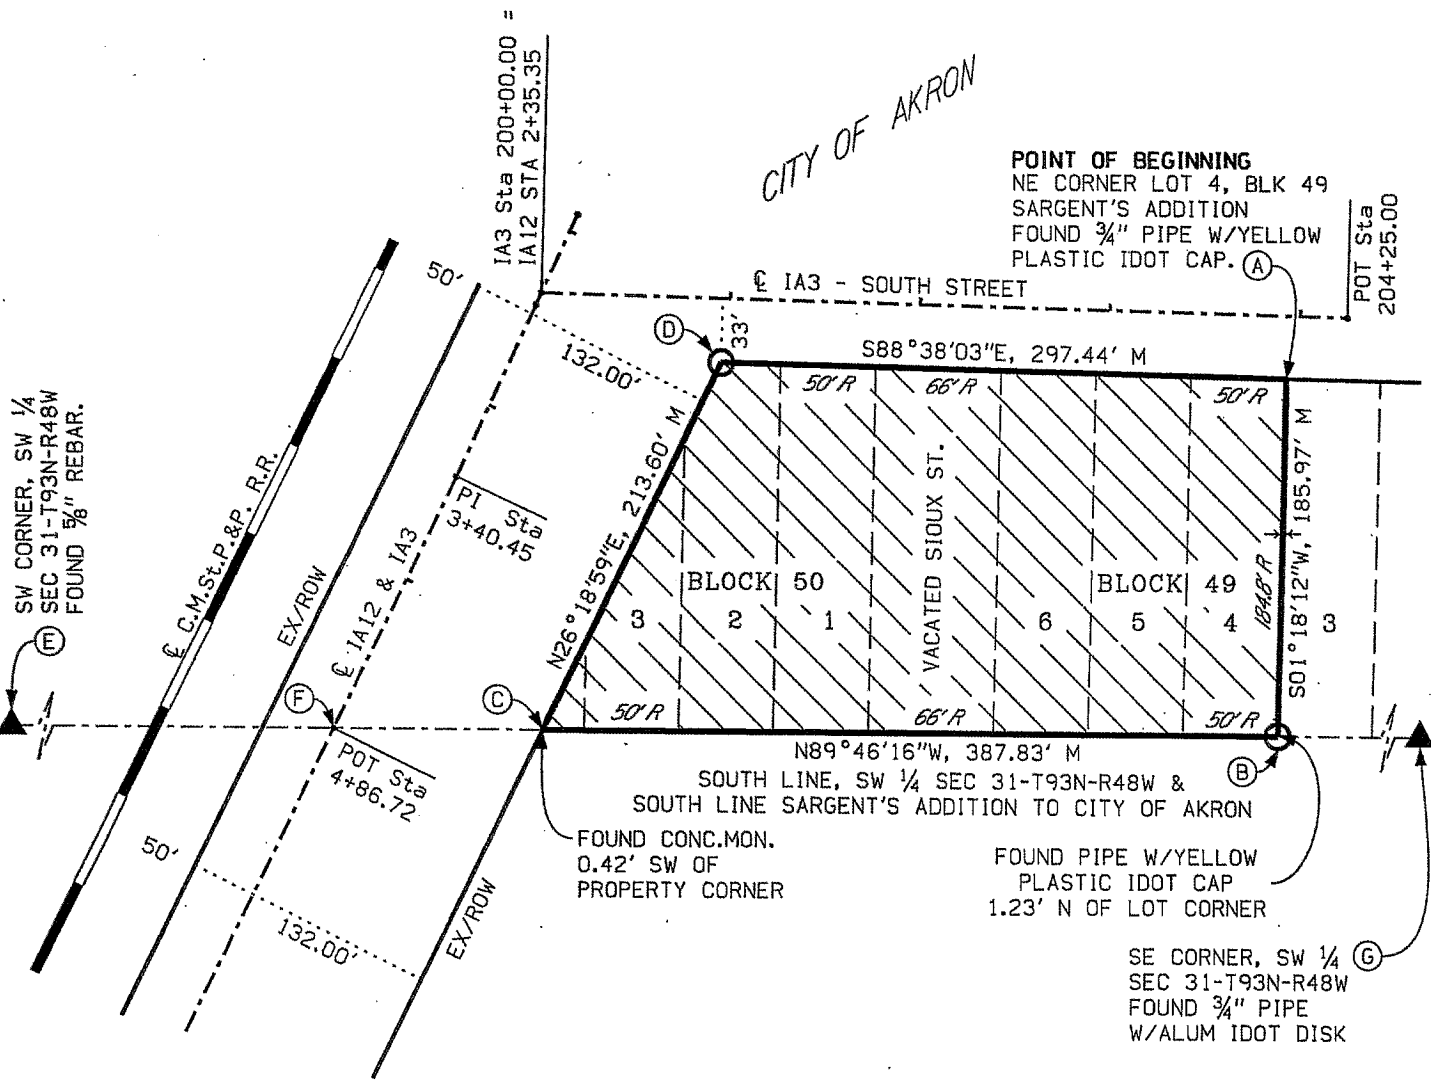 IA3 Sta 200+00.00 =
IA12 STA 2+35.35
CITY OF AKRON
POINT OF BEGINNING
NE CORNER LOT 4, BLK 49
SARGENT'S ADDITION
FOUND ¾" PIPE W/YELLOW
PLASTIC IDOT CAP. A
POT Sta
204+25.00
50'
℄ IA3 - SOUTH STREET
D
33'
132.00'
S88°38'03"E, 297.44' M
50' R
66' R
50' R
SW CORNER, SW ¼
SEC 31-T93N-R48W
FOUND ⅝" REBAR.
E
℄ C.M.St.P.&P. R.R.
EX/ROW
℄ IA12 & IA3
PI Sta
3+40.45
N26°18'59"E, 213.60' M
VACATED SIOUX ST.
BLOCK 50
BLOCK 49
3
2
1
6
5
4
3
184.8' R
S01°18'12"W, 185.97' M
F
C
50' R
66' R
50' R
POT Sta
4+86.72
N89°46'16"W, 387.83' M
B
SOUTH LINE, SW ¼ SEC 31-T93N-R48W &
SOUTH LINE SARGENT'S ADDITION TO CITY OF AKRON
50'
132.00'
EX/ROW
FOUND CONC.MON.
0.42' SW OF
PROPERTY CORNER
FOUND PIPE W/YELLOW
PLASTIC IDOT CAP
1.23' N OF LOT CORNER
SE CORNER, SW ¼ G
SEC 31-T93N-R48W
FOUND ¾" PIPE
W/ALUM IDOT DISK